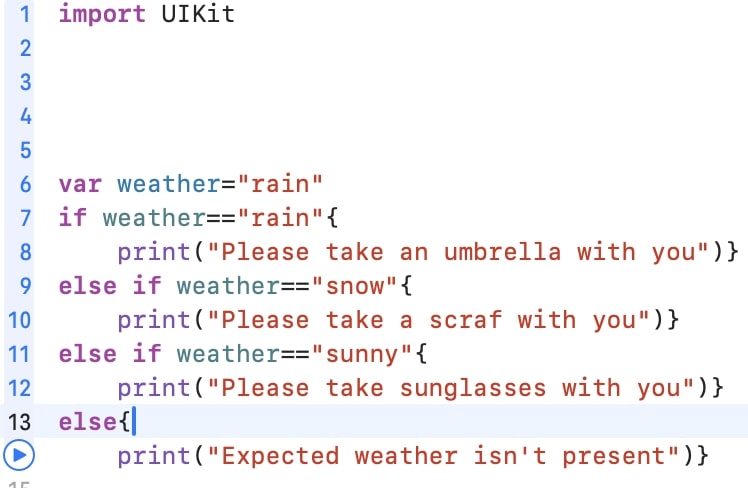 1 import UIKit
2
3
4
5
6 var weather="rain"
7 if weather=="rain"{
8     print("Please take an umbrella with you")}
9 else if weather=="snow"{
10     print("Please take a scraf with you")}
11 else if weather=="sunny"{
12     print("Please take sunglasses with you")}
13 else{
    print("Expected weather isn't present")}
15